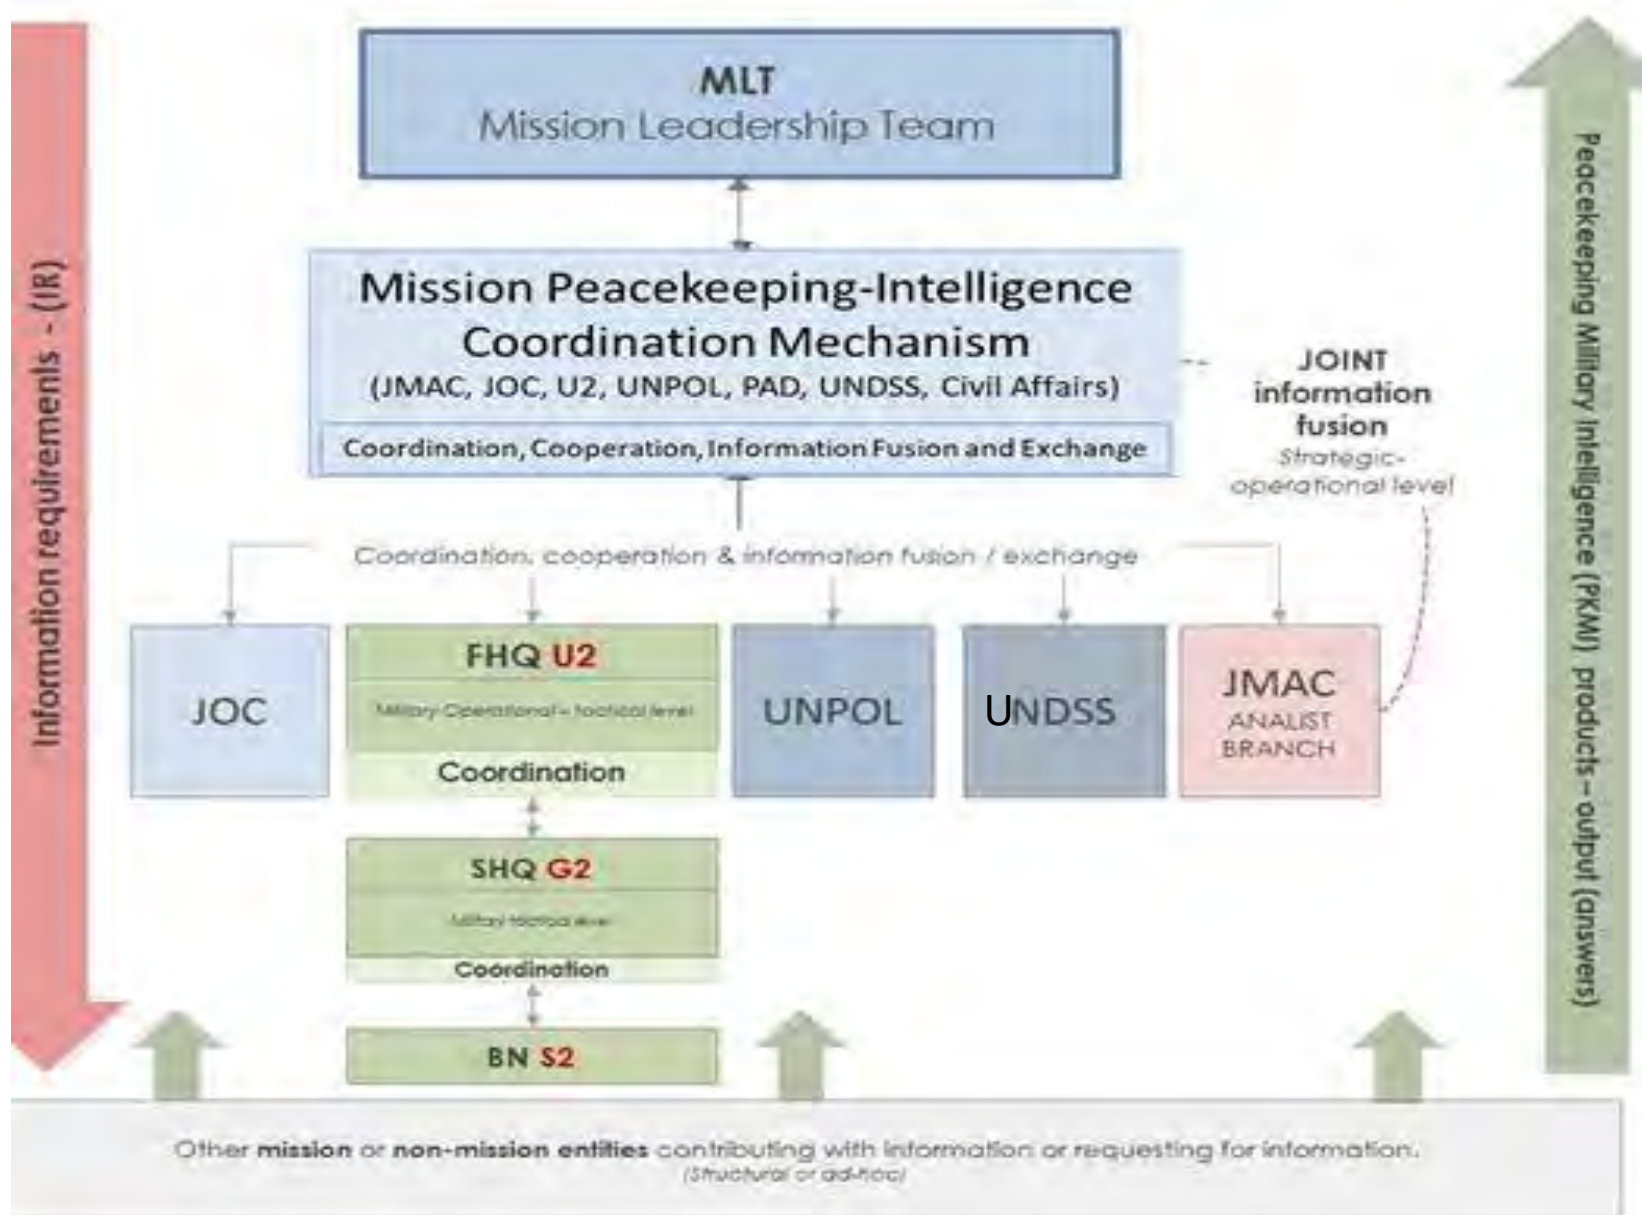 MLT
Mission Leadership Team
Mission Peacekeeping-Intelligence
Coordination Mechanism
(JMAC, JOC, U2, UNPOL, PAD, UNDSS, Civil Affairs)
Coordination, Cooperation, Information Fusion and Exchange
JOINT
information
fusion
Strategic-
operational level
Coordination, cooperation & information fusion / exchange
JOC
FHQ U2
Military Operational – tactical level
Coordination
SHQ G2
Military tactical level
Coordination
BN S2
UNPOL
UNDSS
JMAC
ANALIST
BRANCH
Information requirements - (IR)
Peacekeeping Military Intelligence (PKMI) products – output (answers)
Other mission or non-mission entities contributing with information or requesting for information.
(Structural or ad-hoc)